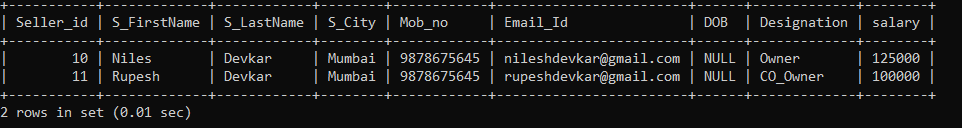 +-----------+-------------+------------+--------+------------+------------------------+------+-------------+--------+
| Seller_id | S_FirstName | S_LastName | S_City | Mob_no     | Email_Id               | DOB  | Designation | salary |
+-----------+-------------+------------+--------+------------+------------------------+------+-------------+--------+
|        10 | Niles       | Devkar     | Mumbai | 9878675645 | nileshdevkar@gmail.com | NULL | Owner       | 125000 |
|        11 | Rupesh      | Devkar     | Mumbai | 9878675645 | rupeshdevkar@gmail.com | NULL | CO_Owner    | 100000 |
+-----------+-------------+------------+--------+------------+------------------------+------+-------------+--------+
2 rows in set (0.01 sec)